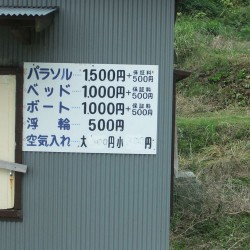 パラソル 1,500円+保証料500円
ベッド 1,000円+保証料500円
ボート 1,000円+保証料500円
浮輪 500円
空気入れ 大 円小 円